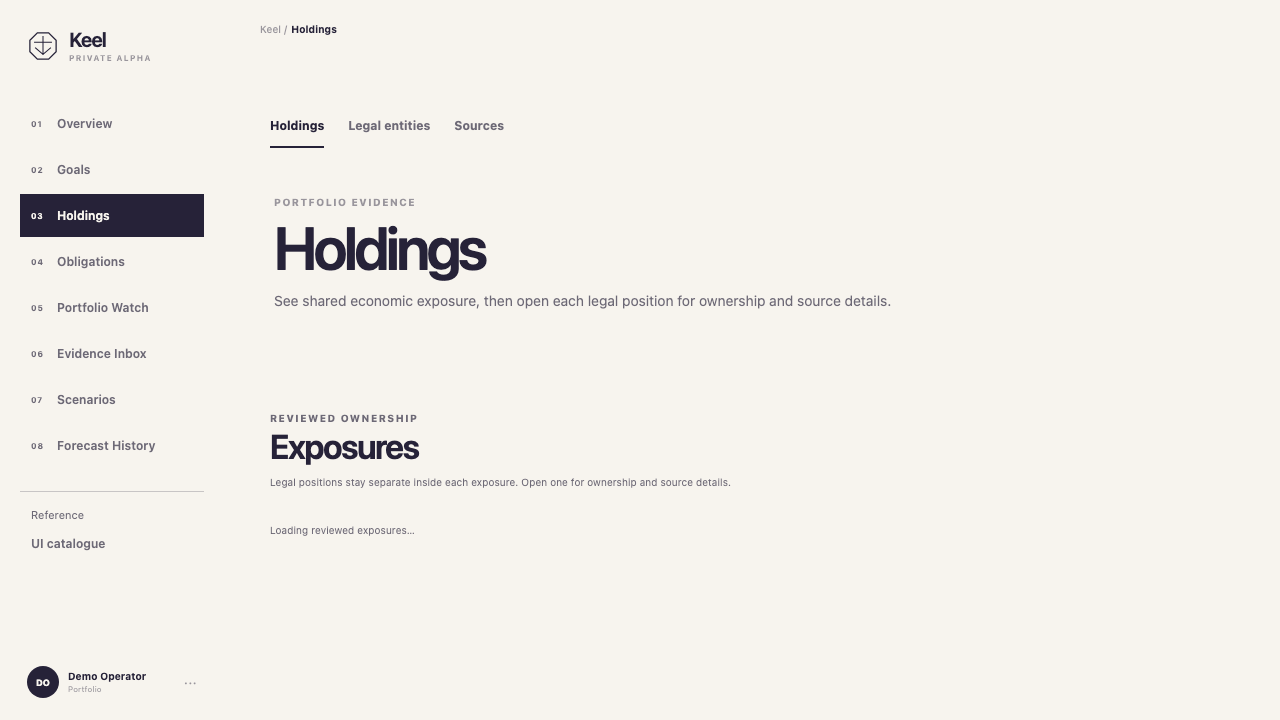 Keel
PRIVATE ALPHA
01 Overview
02 Goals
03 Holdings
04 Obligations
05 Portfolio Watch
06 Evidence Inbox
07 Scenarios
08 Forecast History
Reference
UI catalogue
DO
Demo Operator
Portfolio
...
Keel / Holdings
Holdings Legal entities Sources
PORTFOLIO EVIDENCE
Holdings
See shared economic exposure, then open each legal position for ownership and source details.
REVIEWED OWNERSHIP
Exposures
Legal positions stay separate inside each exposure. Open one for ownership and source details.
Loading reviewed exposures...